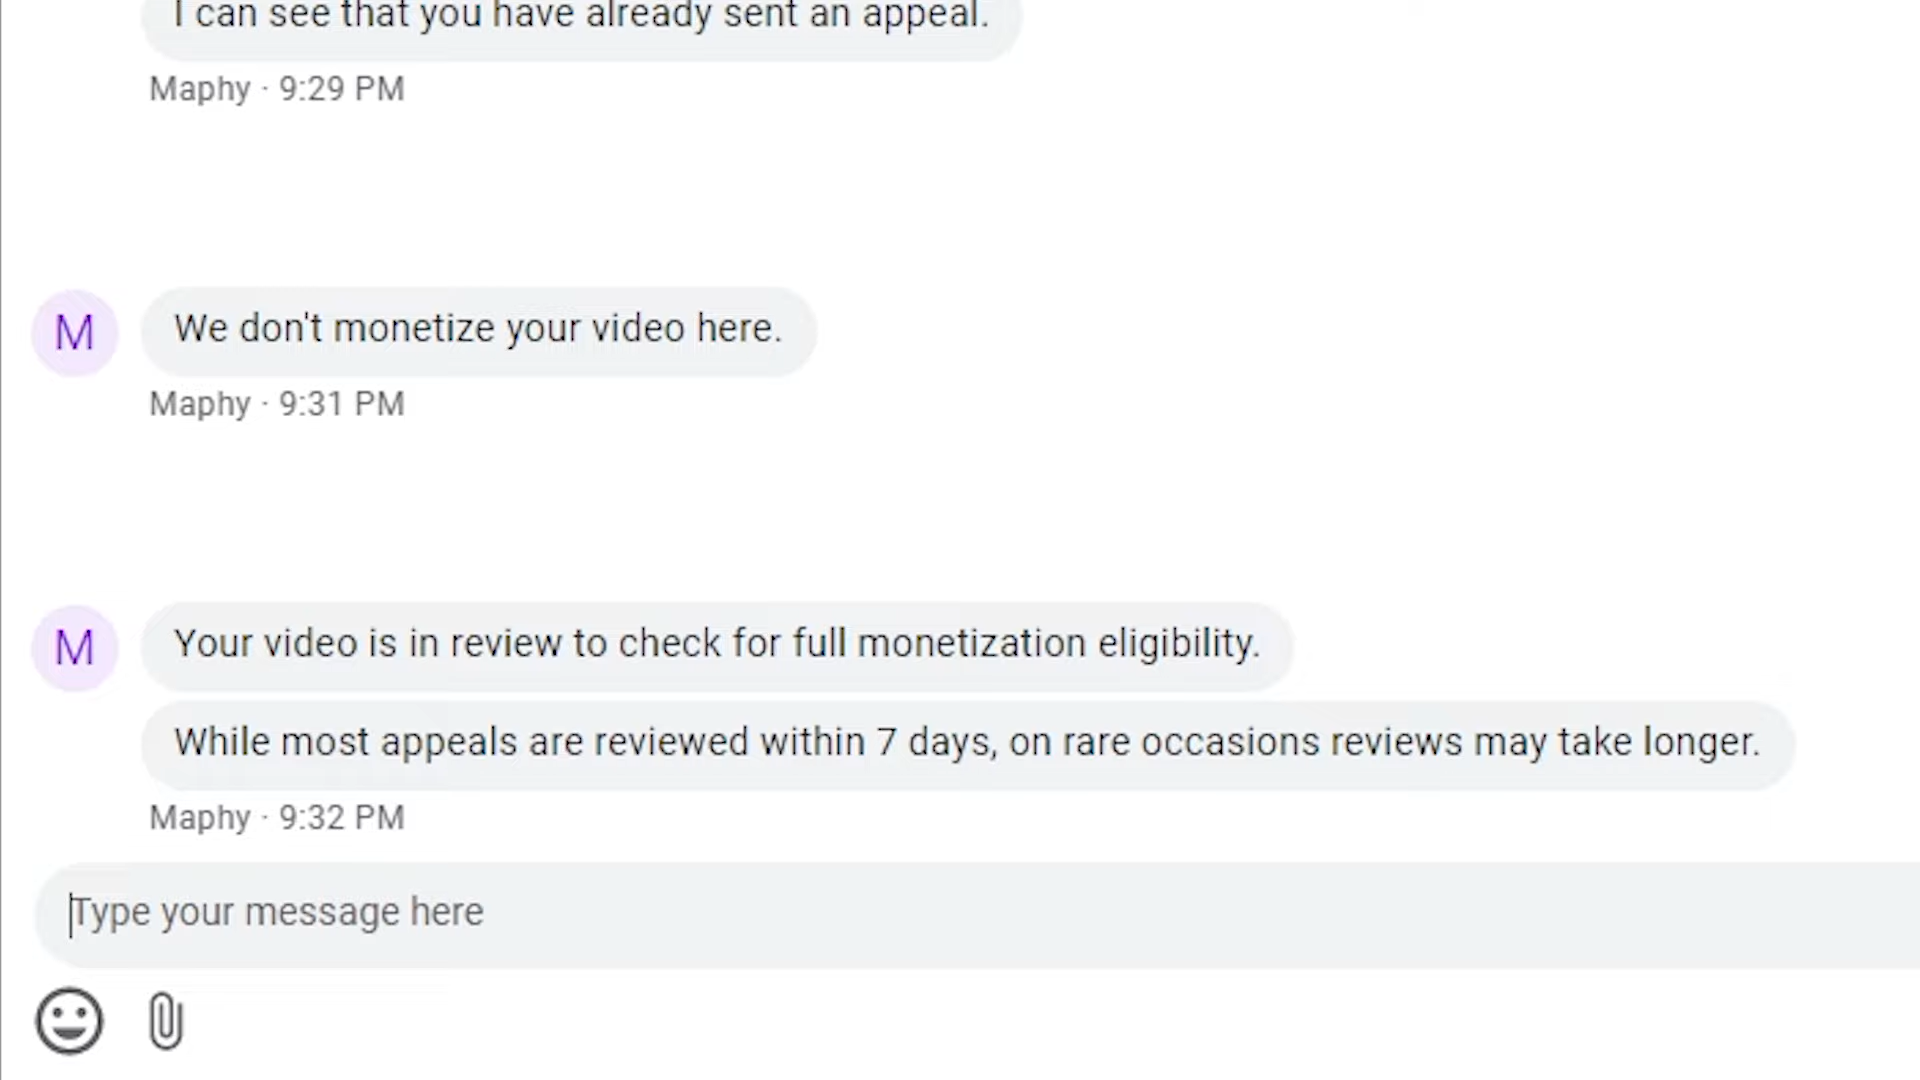 I can see that you have already sent an appeal.
Maphy · 9:29 PM
M
We don't monetize your video here.
Maphy · 9:31 PM
M
Your video is in review to check for full monetization eligibility.
While most appeals are reviewed within 7 days, on rare occasions reviews may take longer.
Maphy · 9:32 PM
Type your message here